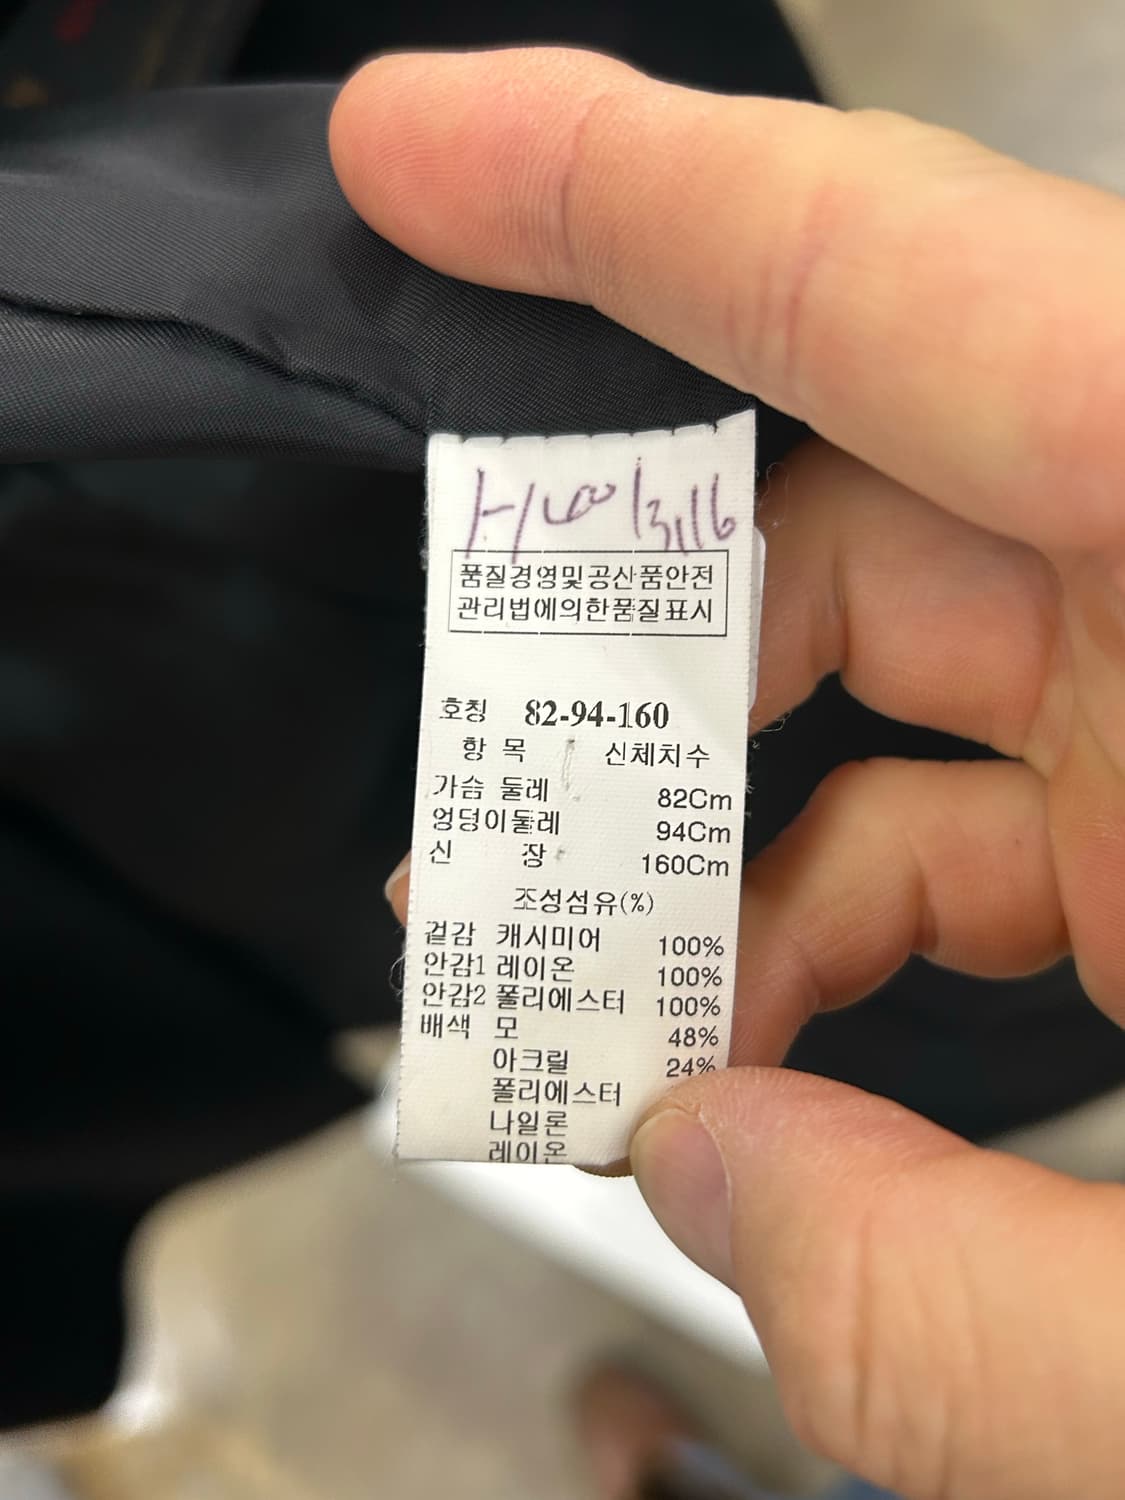 품질경영및공산품안전
관리법에의한품질표시
호칭 82-94-160
항 목 신체치수
가슴 둘레 82Cm
엉덩이둘레 94Cm
신 장 160Cm
조성섬유(%)
겉감 캐시미어 100%
안감1 레이온 100%
안감2 폴리에스터 100%
배색 모 48%
아크릴 24%
폴리에스터
나일론
레이온